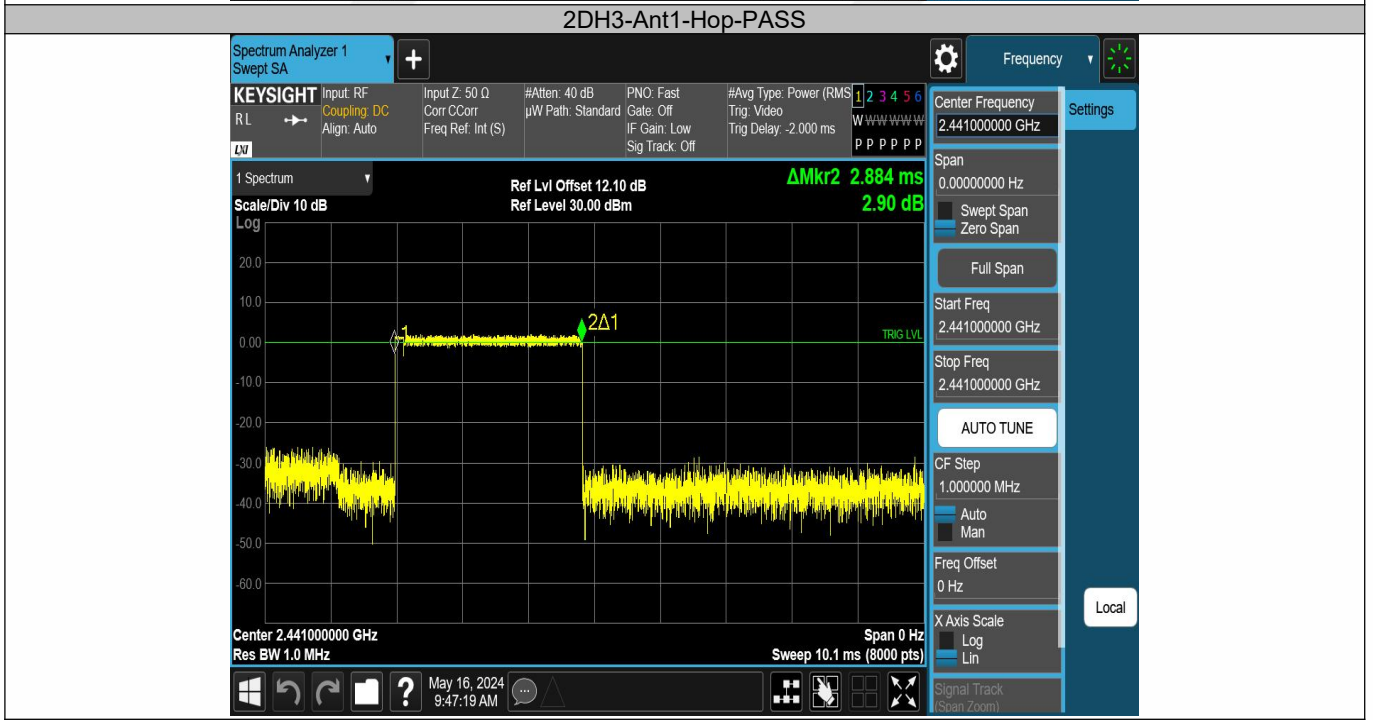 2DH3-Ant1-Hop-PASS
Spectrum Analyzer 1
Swept SA
+
Frequency
KEYSIGHT
RL
LXI
Input: RF
Coupling: DC
Align: Auto
Input Z: 50 Ω
Corr CCorr
Freq Ref: Int (S)
#Atten: 40 dB
µW Path: Standard
PNO: Fast
Gate: Off
IF Gain: Low
Sig Track: Off
#Avg Type: Power (RMS
Trig: Video
Trig Delay: -2.000 ms
1 2 3 4 5 6
W W W W W W
P P P P P P
1 Spectrum
Scale/Div 10 dB
Log
Ref Lvl Offset 12.10 dB
Ref Level 30.00 dBm
ΔMkr2 2.884 ms
2.90 dB
20.0
10.0
0.00
-10.0
-20.0
-30.0
-40.0
-50.0
-60.0
1
2Δ1
TRIG LVL
Center 2.441000000 GHz
Res BW 1.0 MHz
Span 0 Hz
Sweep 10.1 ms (8000 pts)
Center Frequency
2.441000000 GHz
Settings
Span
0.00000000 Hz
Swept Span
Zero Span
Full Span
Start Freq
2.441000000 GHz
Stop Freq
2.441000000 GHz
AUTO TUNE
CF Step
1.000000 MHz
Auto
Man
Freq Offset
0 Hz
X Axis Scale
Log
Lin
Signal Track
(Span Zoom)
Local
?
May 16, 2024
9:47:19 AM